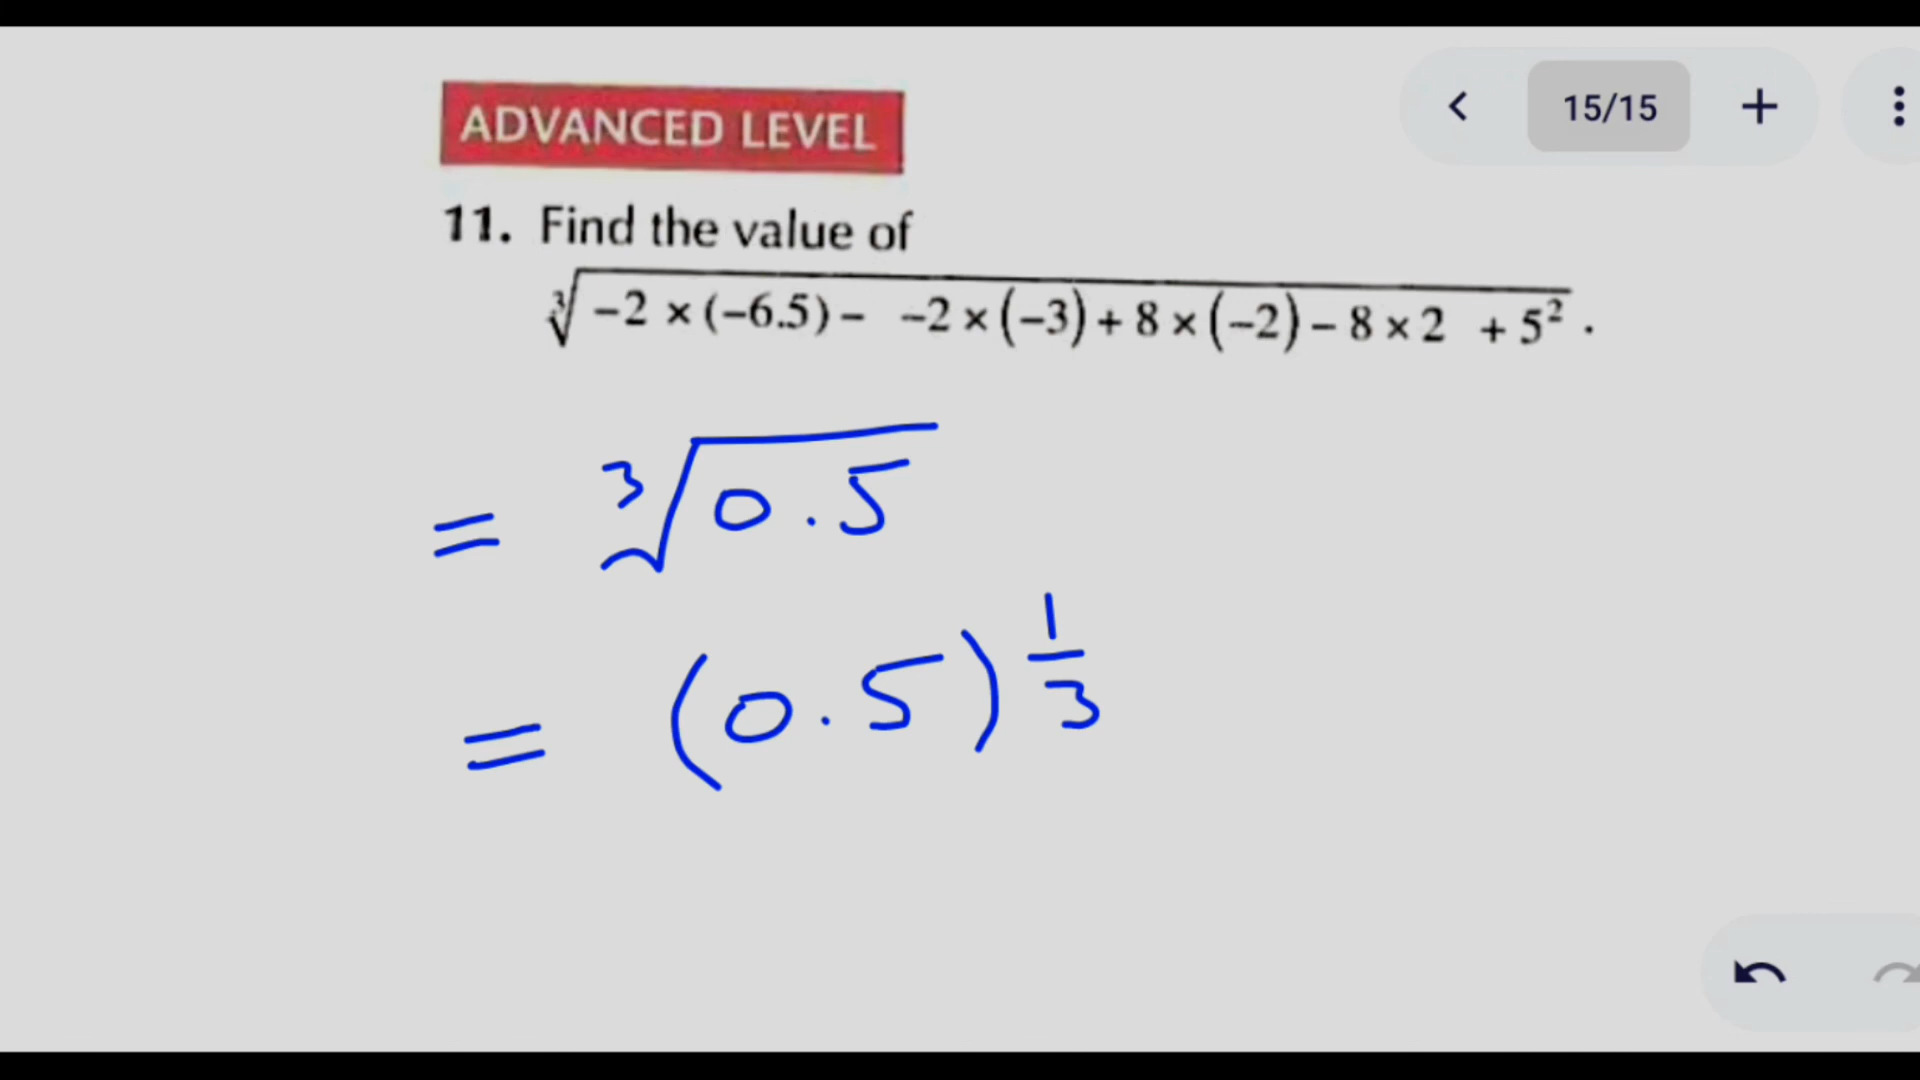 ADVANCED LEVEL
15/15
11. Find the value of
∛−2 × (−6.5) − −2 × (−3) + 8 × (−2) − 8 × 2 + 5² .
= ∛0.5
= (0.5)^(1/3)